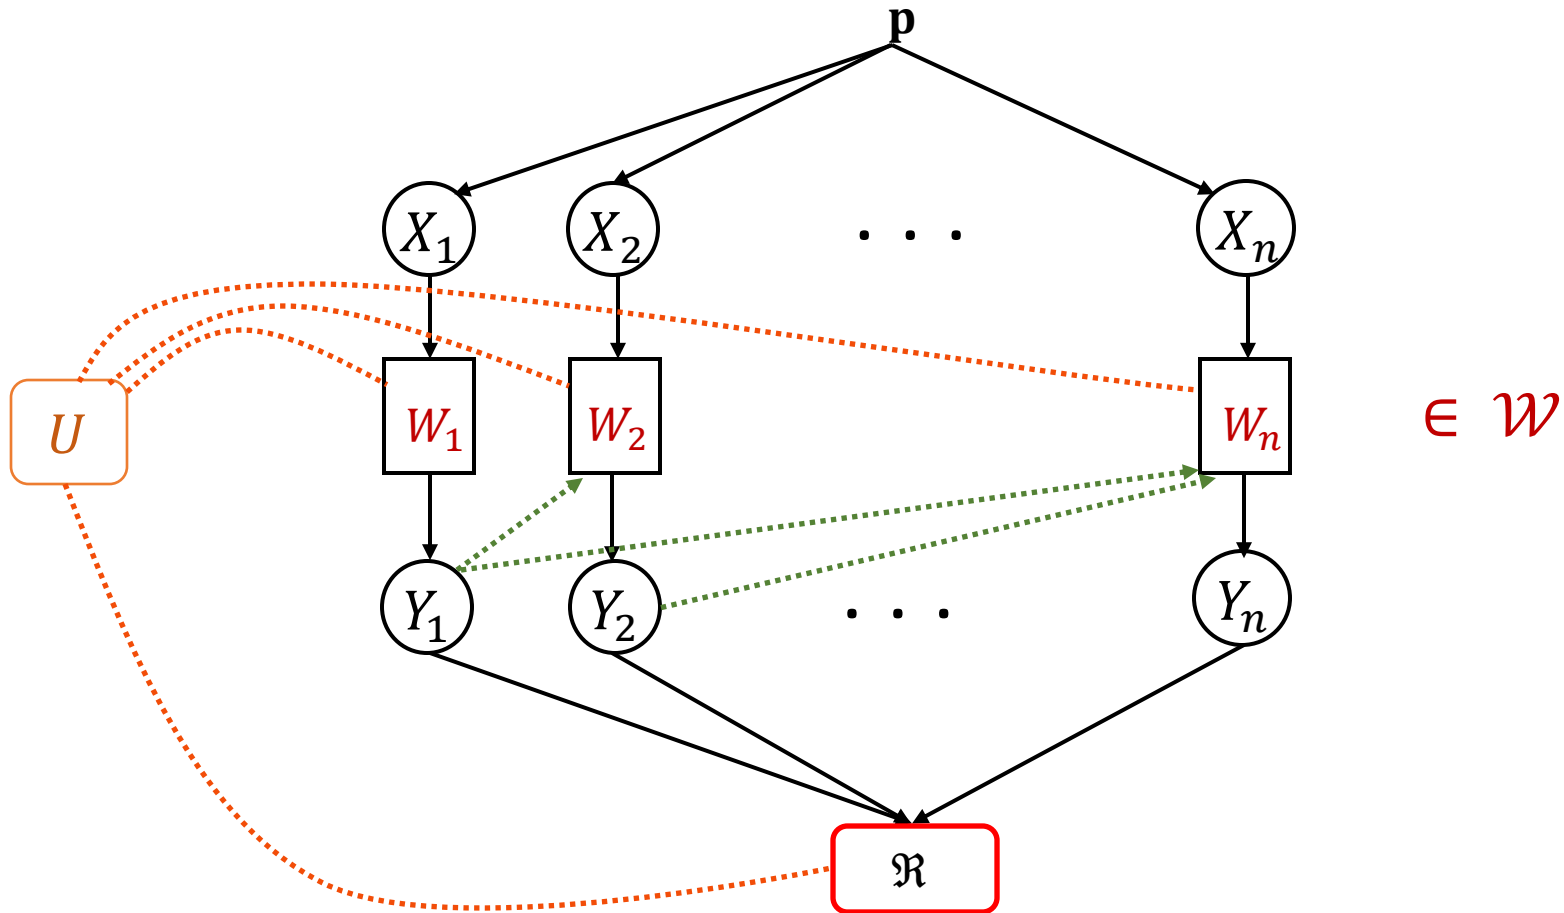 p
X₁ X₂ . . . Xₙ
U W₁ W₂ Wₙ ∈ 𝒲
Y₁ Y₂ . . . Yₙ
ℜ